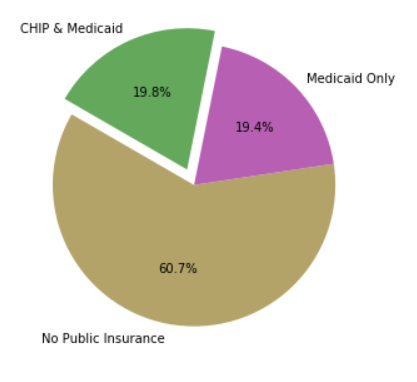 CHIP & Medicaid
19.8%
Medicaid Only
19.4%
60.7%
No Public Insurance